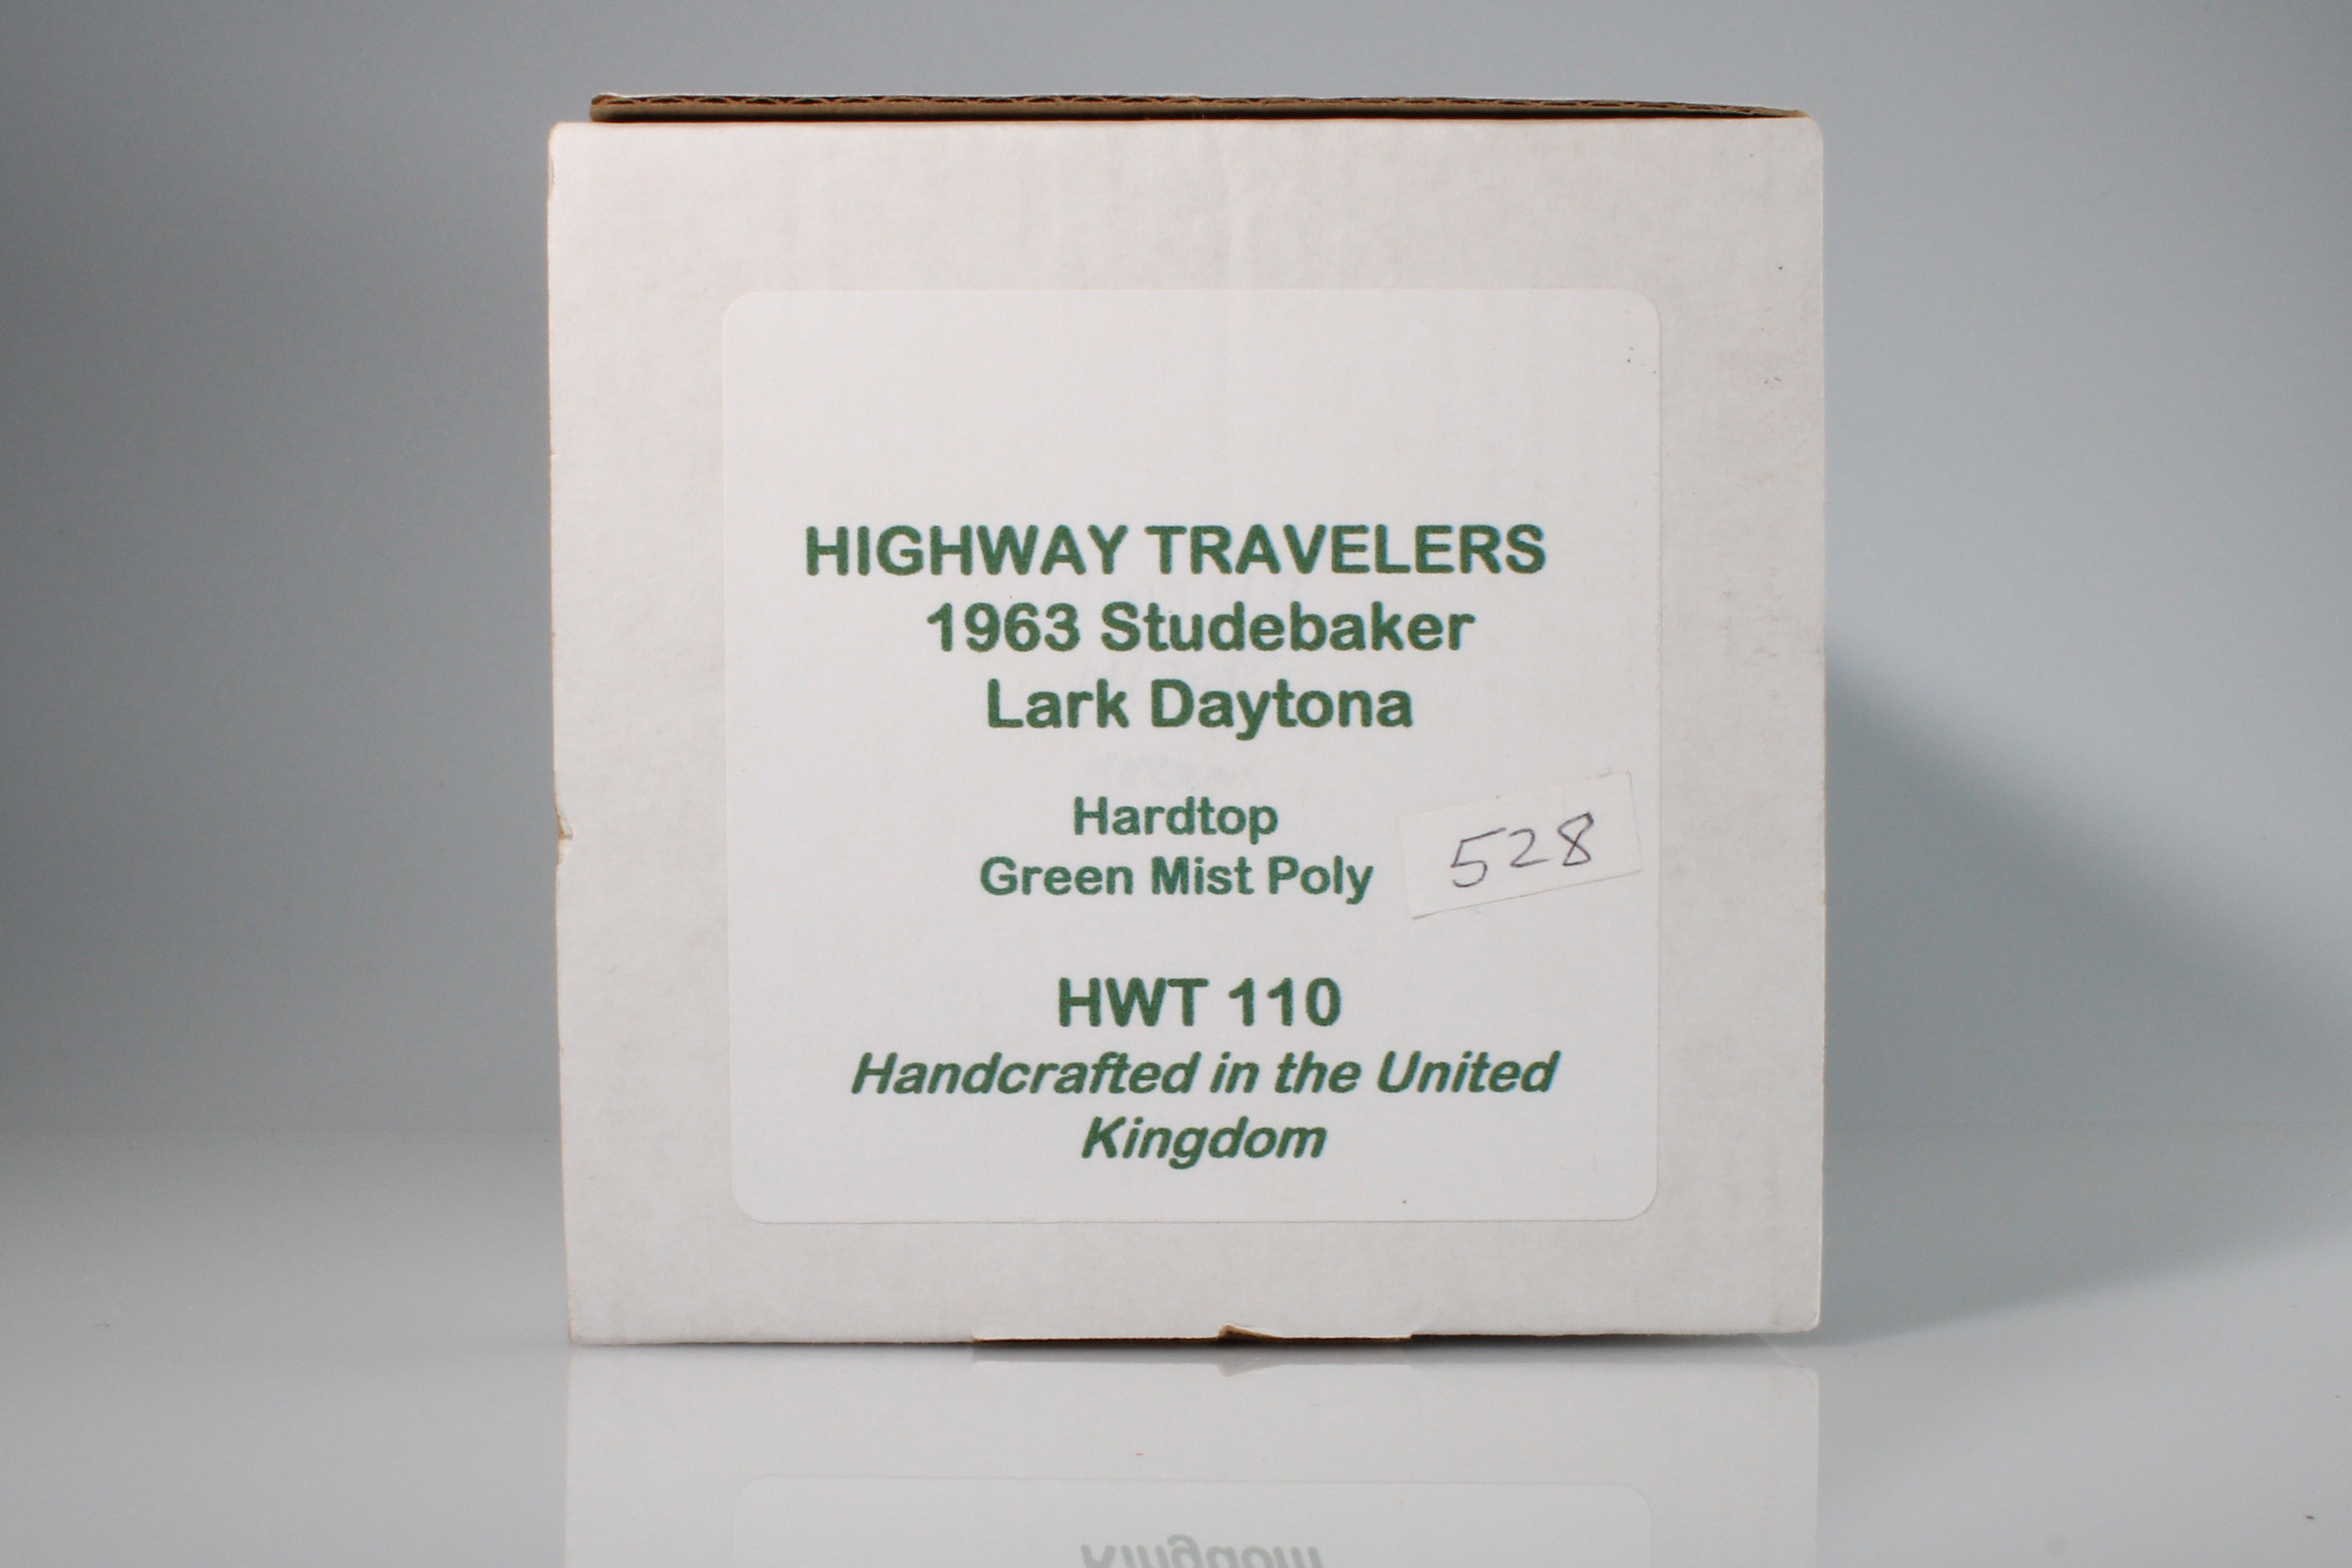 HIGHWAY TRAVELERS
1963 Studebaker
Lark Daytona
Hardtop
Green Mist Poly
528
HWT 110
Handcrafted in the United
Kingdom